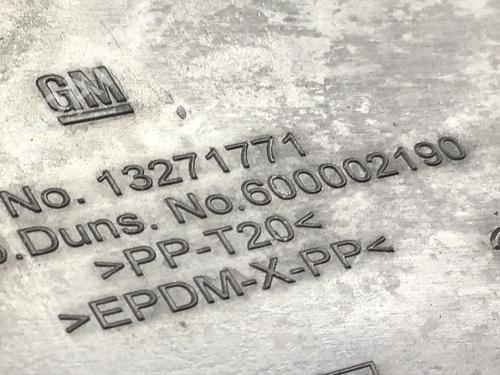 GM
No. 13271771
.Duns. No.600002190
>PP-T20<
>EPDM-X-PP<